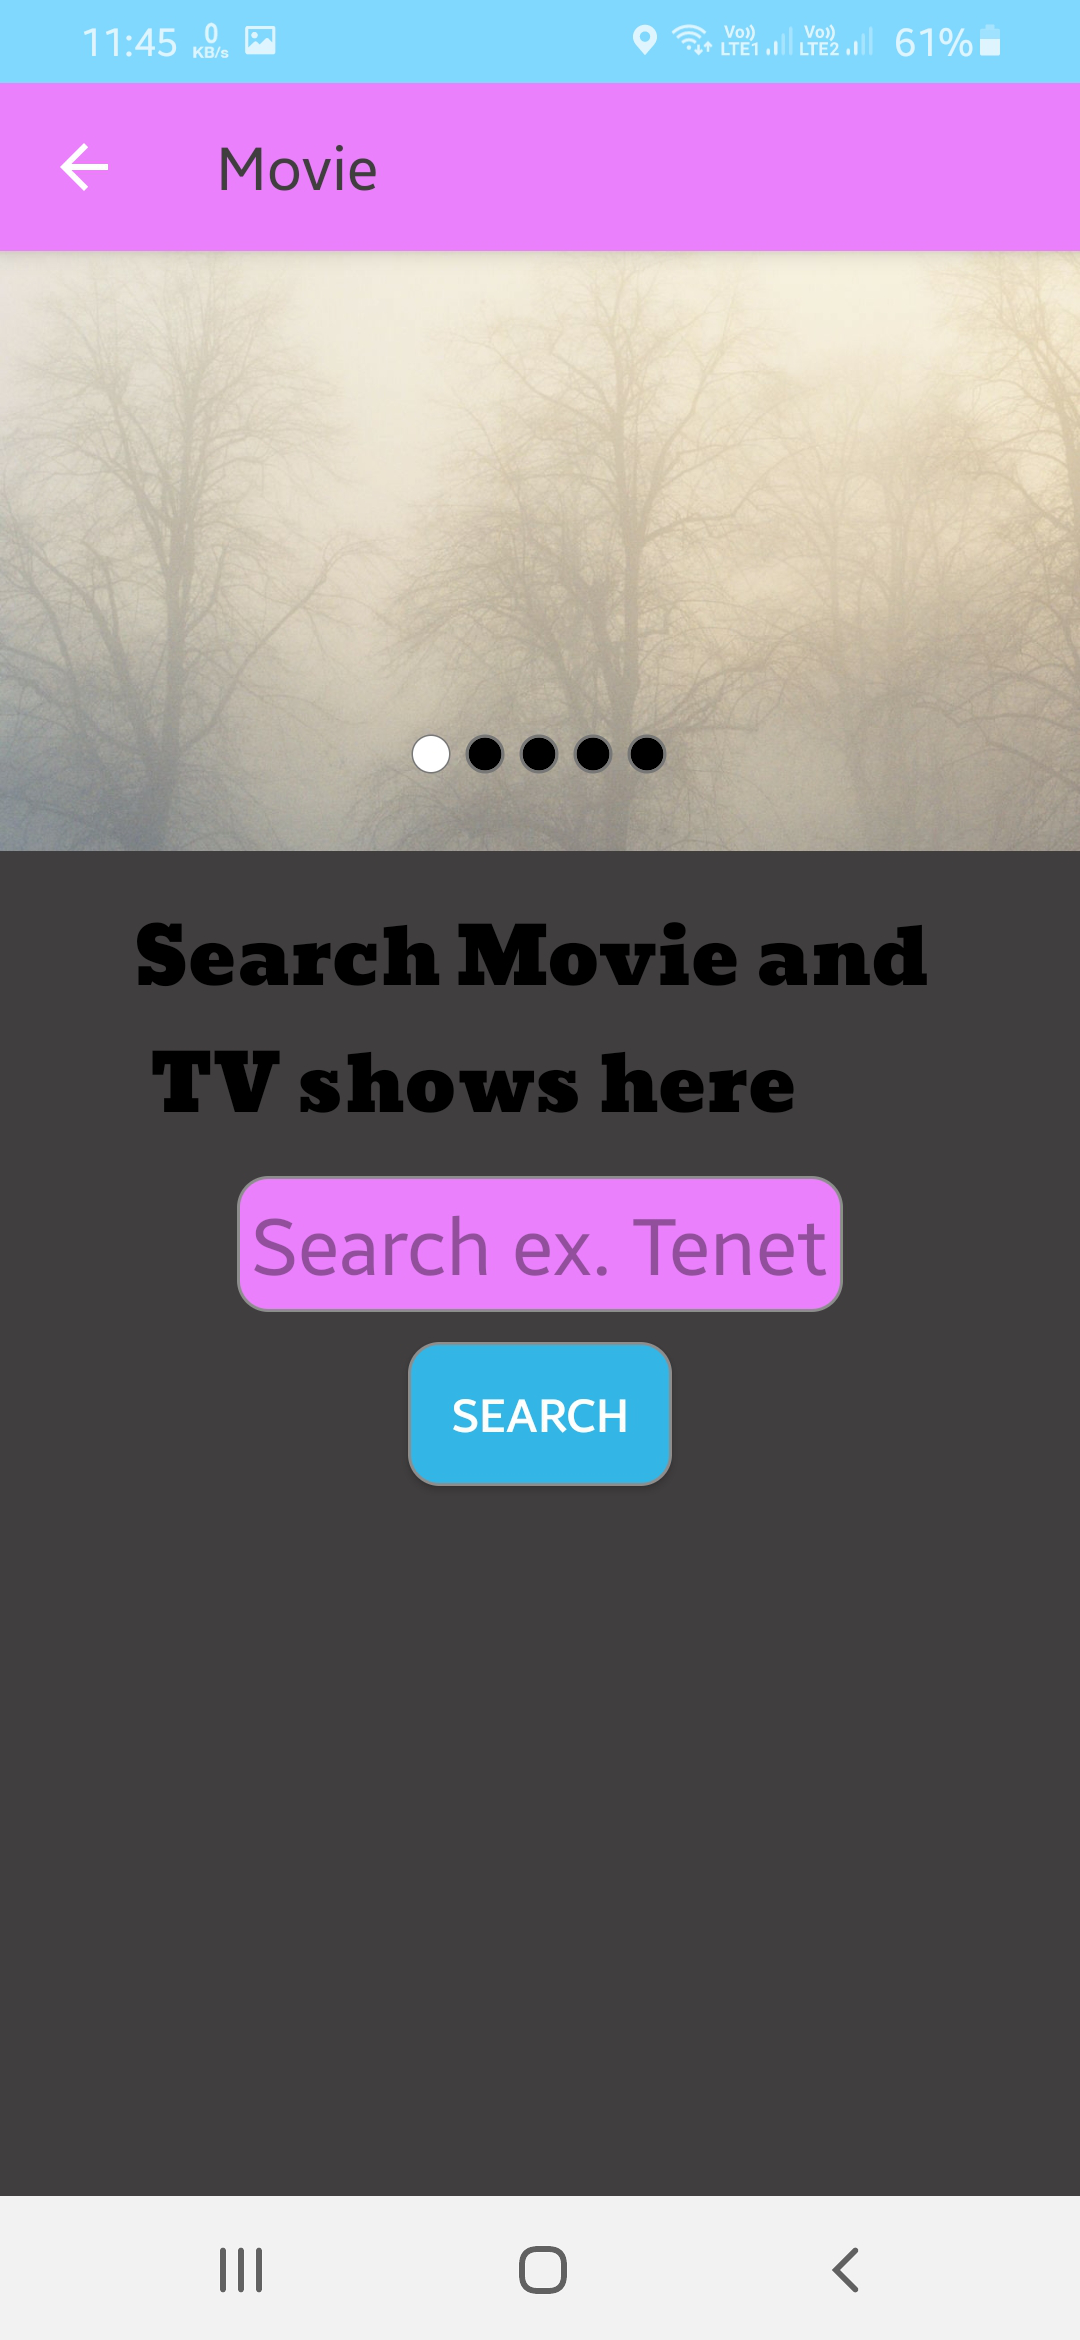 11:45 0 KB/s Vo)) LTE1 Vo)) LTE2 61%
Movie
Search Movie and
TV shows here
Search ex. Tenet
SEARCH